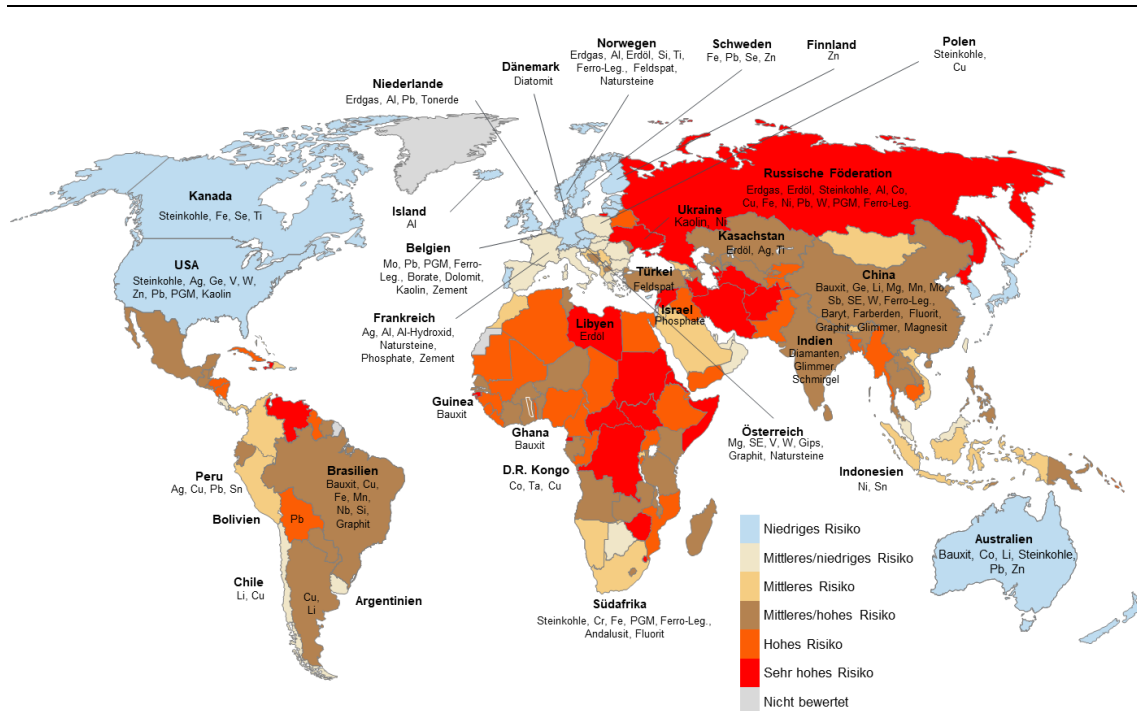 Norwegen
Erdgas, Al, Erdöl, Si, Ti,
Ferro-Leg., Feldspat,
Natursteine
Schweden
Fe, Pb, Se, Zn
Finnland
Zn
Polen
Steinkohle,
Cu
Dänemark
Diatomit
Niederlande
Erdgas, Al, Pb, Tonerde
Kanada
Steinkohle, Fe, Se, Ti
Island
Al
Russische Föderation
Erdgas, Erdöl, Steinkohle, Al, Co,
Cu, Fe, Ni, Pb, W, PGM, Ferro-Leg.
Ukraine
Kaolin, Ni
Kasachstan
Erdöl, Ag, Ti
USA
Steinkohle, Ag, Ge, V, W,
Zn, Pb, PGM, Kaolin
Belgien
Mo, Pb, PGM, Ferro-
Leg., Borate, Dolomit,
Kaolin, Zement
Türkei
Feldspat
China
Bauxit, Ge, Li, Mg, Mn, Mo
Sb, SE, W, Ferro-Leg.,
Baryt, Farberden, Fluorit,
Graphit, Glimmer, Magnesit
Frankreich
Ag, Al, Al-Hydroxid,
Natursteine,
Phosphate, Zement
Israel
Phosphate
Libyen
Erdöl
Indien
Diamanten,
Glimmer,
Schmirgel
Guinea
Bauxit
Ghana
Bauxit
Österreich
Mg, SE, V, W, Gips,
Graphit, Natursteine
D.R. Kongo
Co, Ta, Cu
Indonesien
Ni, Sn
Peru
Ag, Cu, Pb, Sn
Brasilien
Bauxit, Cu,
Fe, Mn,
Nb, Si,
Graphit
Bolivien
Pb
Chile
Li, Cu
Cu,
Li
Argentinien
Südafrika
Steinkohle, Cr, Fe, PGM, Ferro-Leg.,
Andalusit, Fluorit
Australien
Bauxit, Co, Li, Steinkohle,
Pb, Zn
Niedriges Risiko
Mittleres/niedriges Risiko
Mittleres Risiko
Mittleres/hohes Risiko
Hohes Risiko
Sehr hohes Risiko
Nicht bewertet